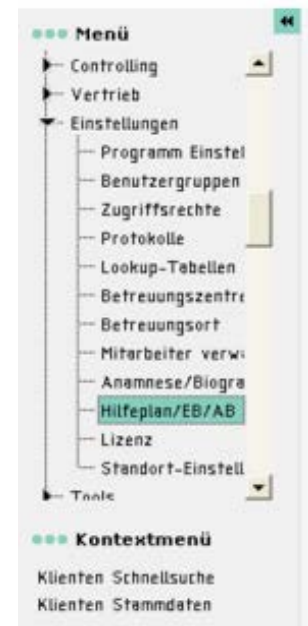 Menü
Controlling
Vertrieb
Einstellungen
Programm Einstel
Benutzergruppen
Zugriffsrechte
Protokolle
Lookup-Tabellen
Betreuungszentre
Betreuungsort
Mitarbeiter verw
Anamnese/Biogra
Hilfeplan/EB/AB
Lizenz
Standort-Einstell
Tools
Kontextmenü
Klienten Schnellsuche
Klienten Stammdaten